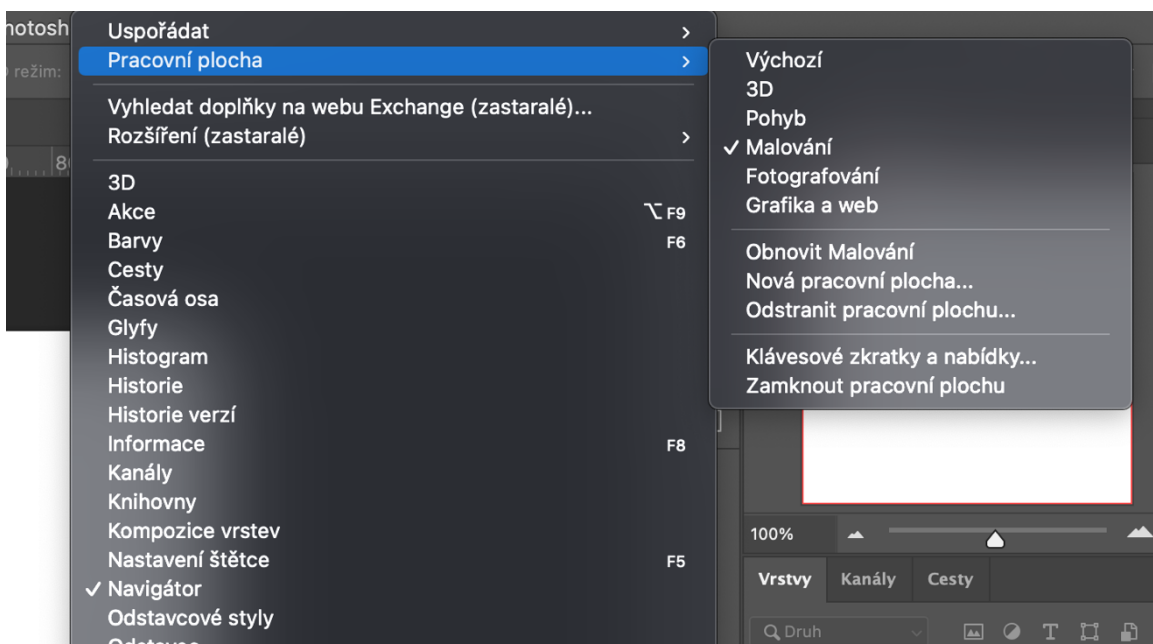 hotosh
režim:
80
Uspořádat
Pracovní plocha
Vyhledat doplňky na webu Exchange (zastaralé)...
Rozšíření (zastaralé)
3D
Akce ⌥ F9
Barvy F6
Cesty
Časová osa
Glyfy
Histogram
Historie
Historie verzí
Informace F8
Kanály
Knihovny
Kompozice vrstev
Nastavení štětce F5
✓ Navigátor
Odstavcové styly
Výchozí
3D
Pohyb
✓ Malování
Fotografování
Grafika a web
Obnovit Malování
Nová pracovní plocha...
Odstranit pracovní plochu...
Klávesové zkratky a nabídky...
Zamknout pracovní plochu
100%
Vrstvy Kanály Cesty
Druh